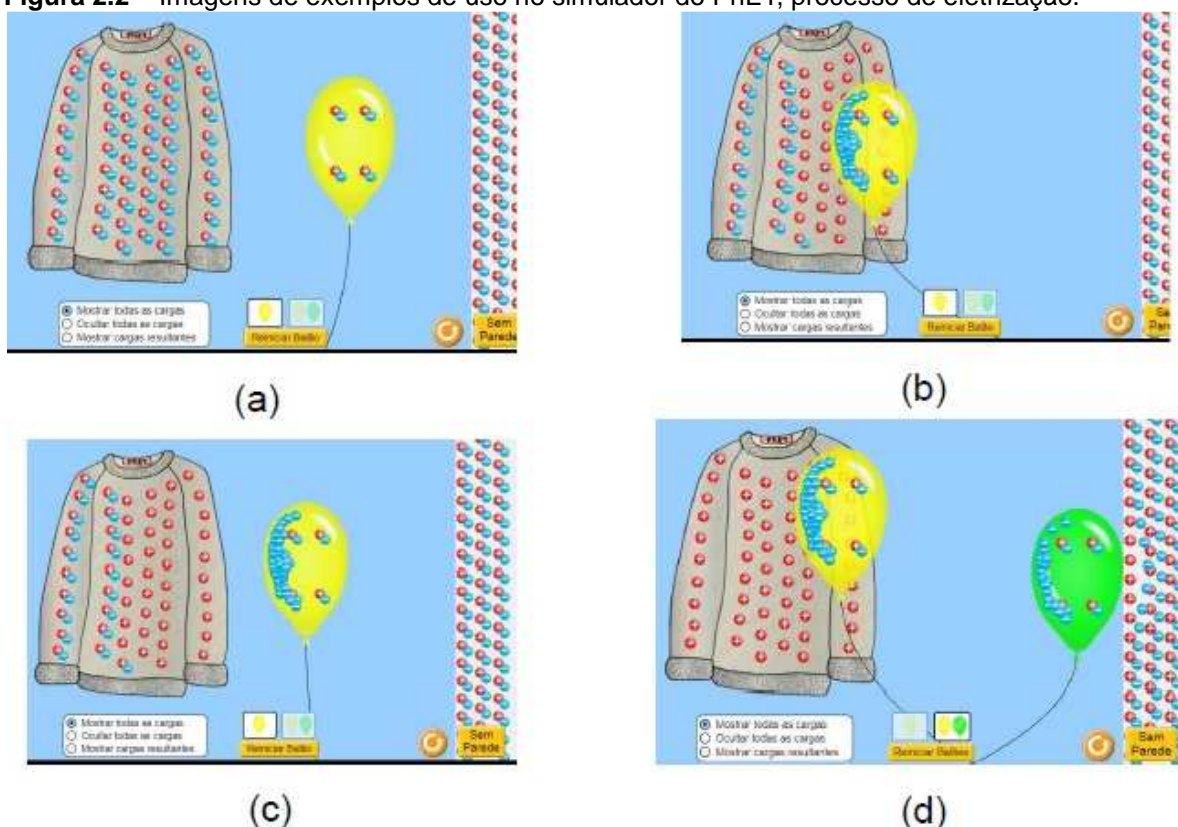 Figura 2.2 – Imagens de exemplos de uso no simulador do PhET, processo de eletrização.
Mostrar todas as cargas
Ocultar todas as cargas
Mostrar cargas resultantes
Reiniciar Balão
Sem
Parede
(a)
Mostrar todas as cargas
Ocultar todas as cargas
Mostrar cargas resultantes
Reiniciar Balão
(b)
Mostrar todas as cargas
Ocultar todas as cargas
Mostrar cargas resultantes
Reiniciar Balão
Sem
Parede
(c)
Mostrar todas as cargas
Ocultar todas as cargas
Mostrar cargas resultantes
Reiniciar Balões
Sem
Parede
(d)